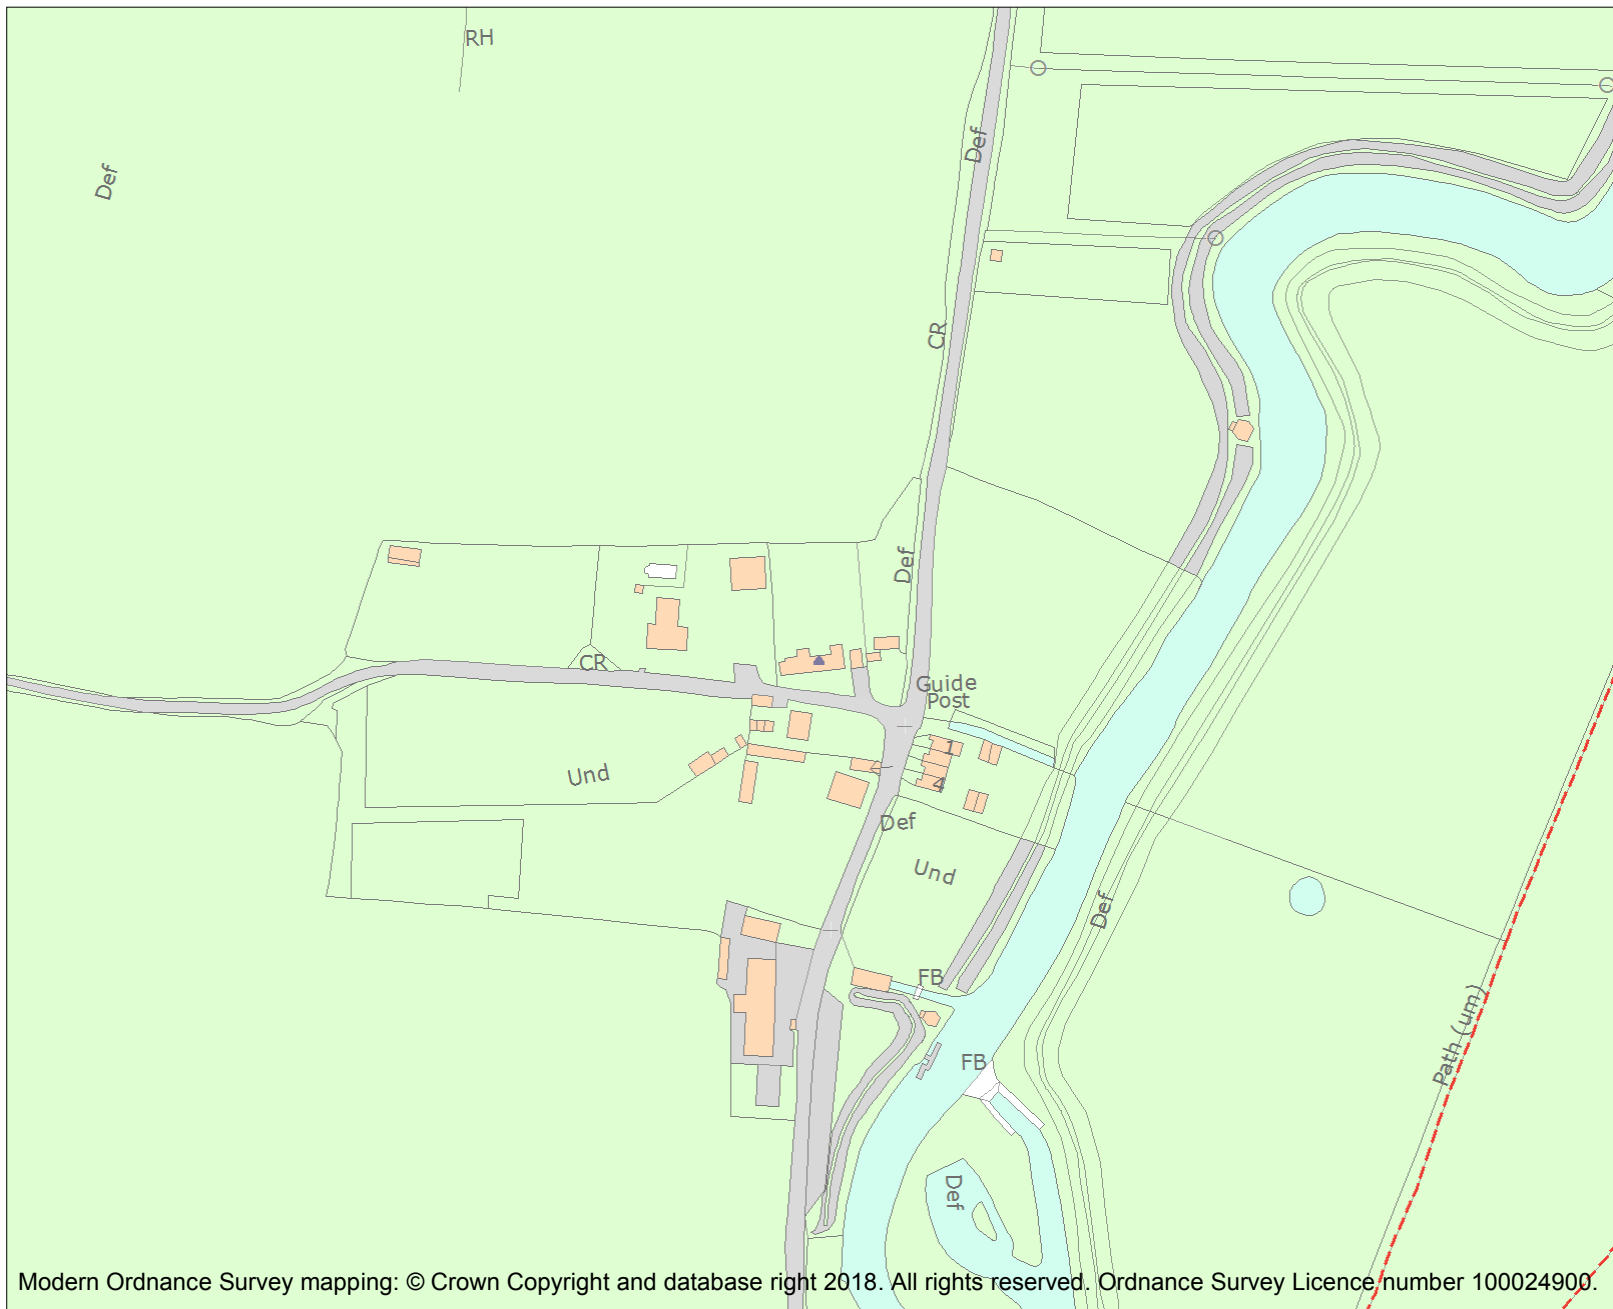 RH
Def
Def
CR
Def
CR
Guide
Post
1
Und
4
Def
Und
Def
FB
FB
Path (um)
Def
Modern Ordnance Survey mapping: © Crown Copyright and database right 2018. All rights reserved. Ordnance Survey Licence number 100024900.